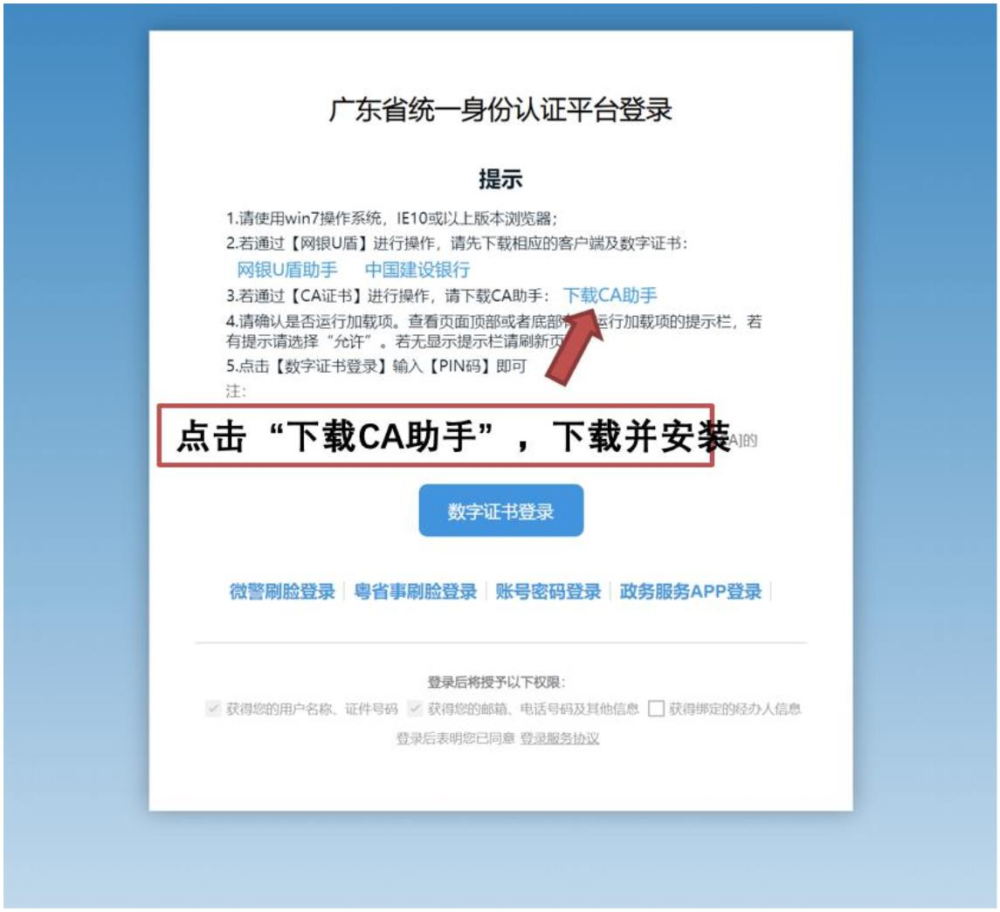 广东省统一身份认证平台登录
提示
1.请使用win7操作系统，IE10或以上版本浏览器；
2.若通过【网银U盾】进行操作，请先下载相应的客户端及数字证书：
网银U盾助手 中国建设银行
3.若通过【CA证书】进行操作，请下载CA助手： 下载CA助手
4.请确认是否运行加载项。查看页面顶部或者底部 运行加载项的提示栏，若
有提示请选择“允许”。若无显示提示栏请刷新页
5.点击【数字证书登录】输入【PIN码】即可
注：
点击“下载CA助手”，下载并安装
A]的
数字证书登录
微警刷脸登录 粤省事刷脸登录 账号密码登录 政务服务APP登录
登录后将授予以下权限：
获得您的用户名称、证件号码 获得您的邮箱、电话号码及其他信息 获得绑定的经办人信息
登录后表明您已同意 登录服务协议